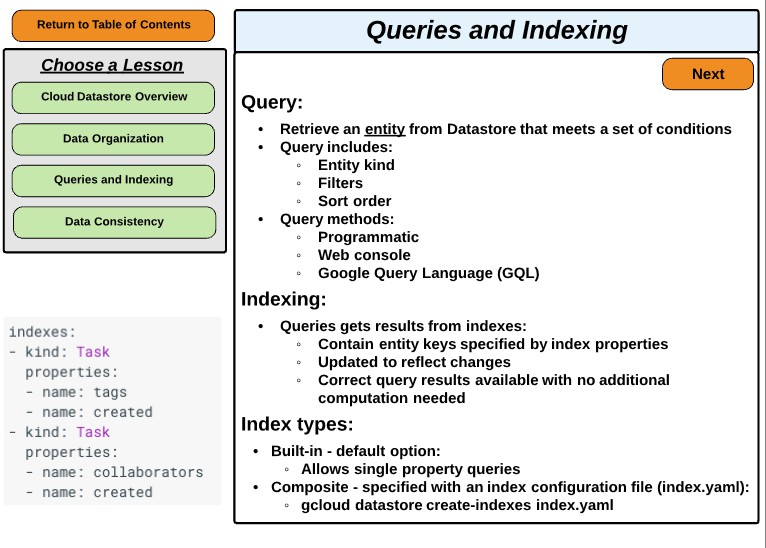 Return to Table of Contents
Choose a Lesson
Cloud Datastore Overview
Data Organization
Queries and Indexing
Data Consistency
indexes:
- kind: Task
  properties:
  - name: tags
  - name: created
- kind: Task
  properties:
  - name: collaborators
  - name: created
Queries and Indexing
Next
Query:
• Retrieve an entity from Datastore that meets a set of conditions
• Query includes:
◦ Entity kind
◦ Filters
◦ Sort order
• Query methods:
◦ Programmatic
◦ Web console
◦ Google Query Language (GQL)
Indexing:
• Queries gets results from indexes:
◦ Contain entity keys specified by index properties
◦ Updated to reflect changes
◦ Correct query results available with no additional
computation needed
Index types:
• Built-in - default option:
◦ Allows single property queries
• Composite - specified with an index configuration file (index.yaml):
◦ gcloud datastore create-indexes index.yaml